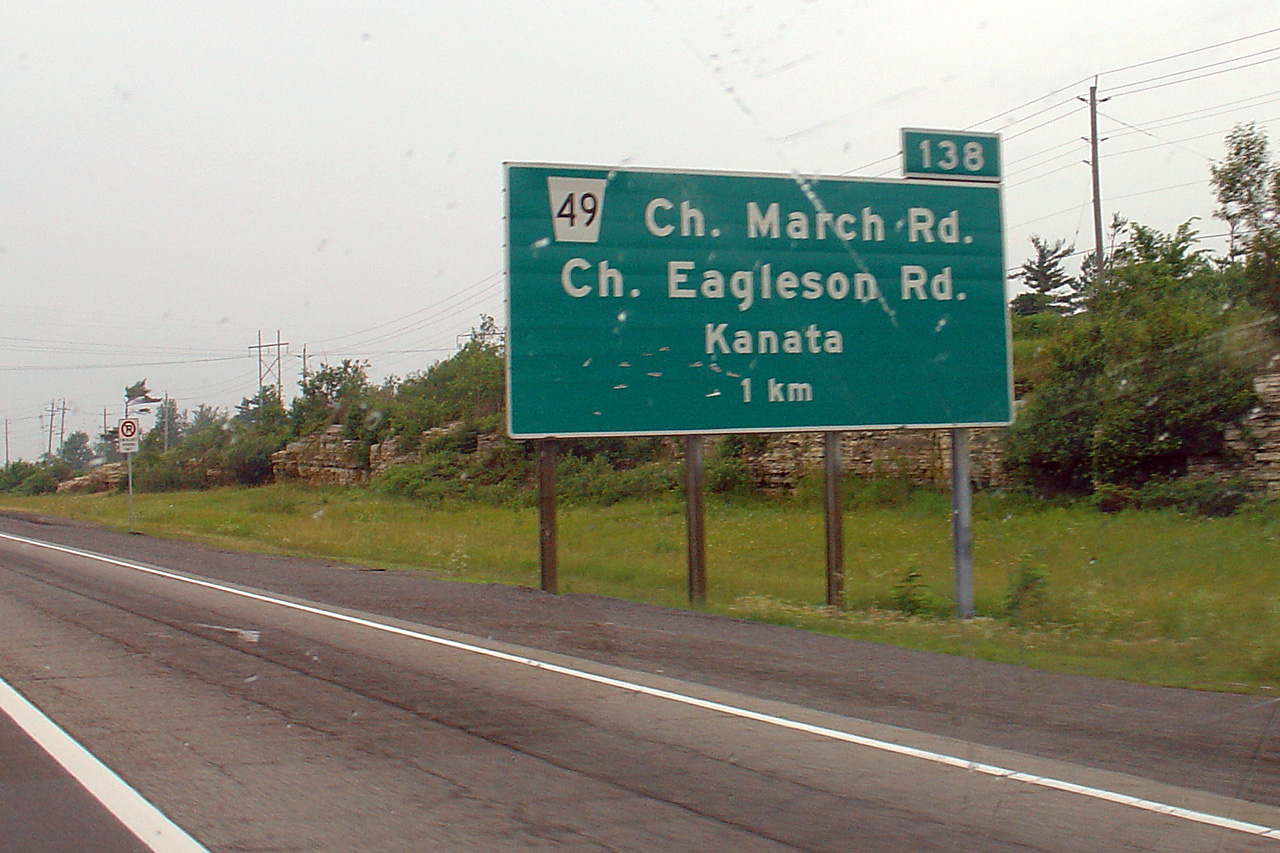 138
49 Ch. March Rd.
Ch. Eagleson Rd.
Kanata
1 km